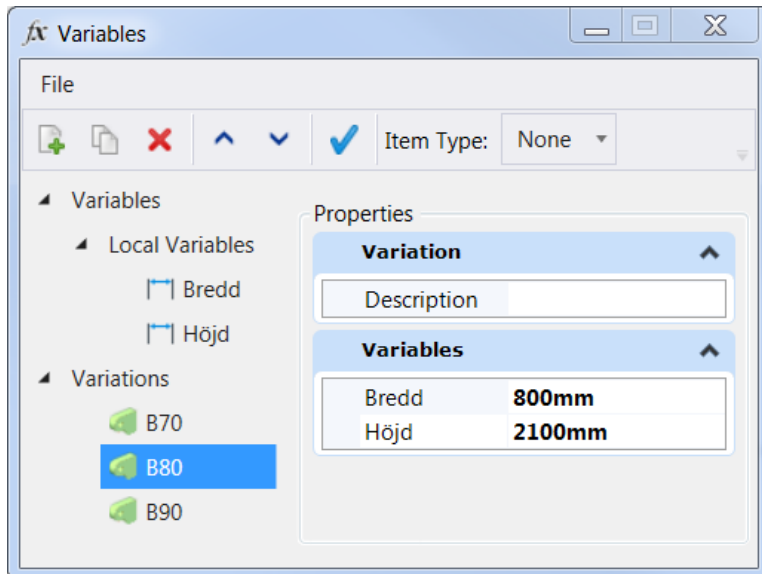 fx Variables
File
Item Type: None
Variables
Local Variables
Bredd
Höjd
Variations
B70
B80
B90
Properties
Variation
Description
Variables
Bredd 800mm
Höjd 2100mm